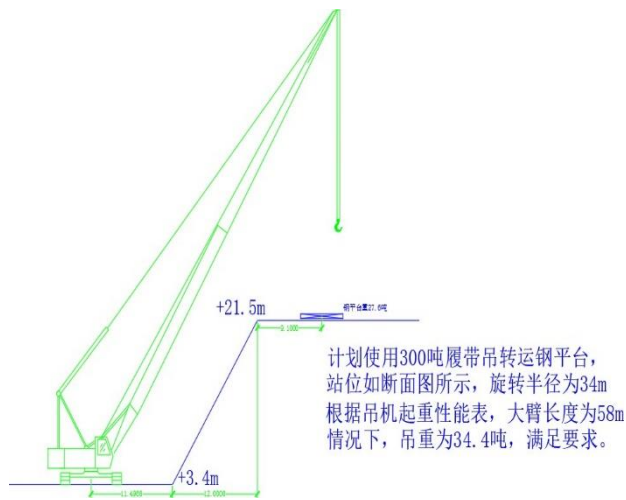 钢平台重27.6吨
+21.5m
计划使用300吨履带吊转运钢平台，
站位如断面图所示，旋转半径为34m
根据吊机起重性能表，大臂长度为58m
情况下，吊重为34.4吨，满足要求。
+3.4m